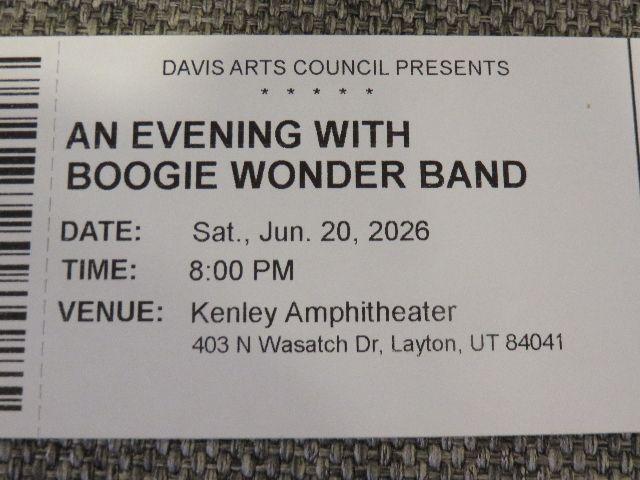 DAVIS ARTS COUNCIL PRESENTS
* * * * *
AN EVENING WITH
BOOGIE WONDER BAND
DATE: Sat., Jun. 20, 2026
TIME: 8:00 PM
VENUE: Kenley Amphitheater
403 N Wasatch Dr, Layton, UT 84041